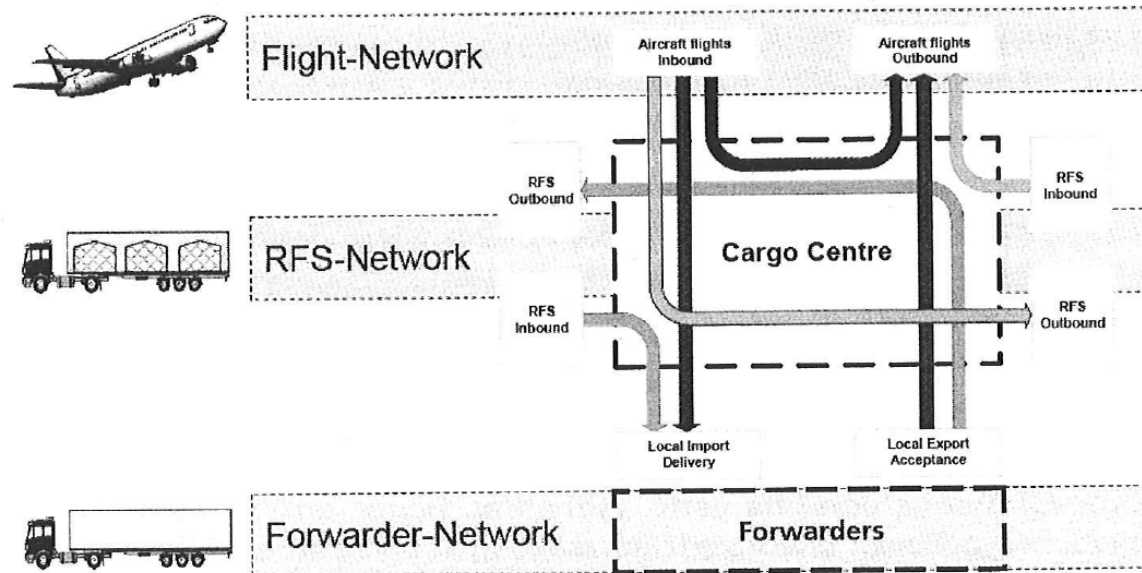 Flight-Network
Aircraft flights
Inbound
Aircraft flights
Outbound
RFS
Outbound
RFS
Inbound
RFS-Network
Cargo Centre
RFS
Inbound
RFS
Outbound
Local Import
Delivery
Local Export
Acceptance
Forwarder-Network
Forwarders